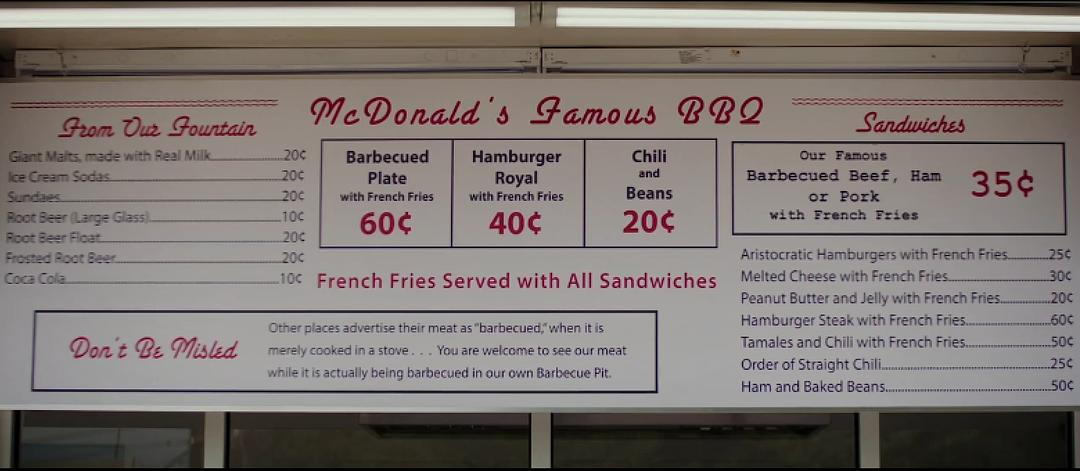 McDonald's Famous BBQ
From Our Fountain
Giant Malts, made with Real Milk 20¢
Ice Cream Sodas 20¢
Sundaes 20¢
Root Beer (Large Glass) 10¢
Root Beer Float 20¢
Frosted Root Beer 20¢
Coca Cola 10¢
Barbecued
Plate
with French Fries
60¢
Hamburger
Royal
with French Fries
40¢
Chili
and
Beans
20¢
French Fries Served with All Sandwiches
Don't Be Misled
Other places advertise their meat as "barbecued," when it is
merely cooked in a stove . . . You are welcome to see our meat
while it is actually being barbecued in our own Barbecue Pit.
Sandwiches
Our Famous
Barbecued Beef, Ham
or Pork
with French Fries
35¢
Aristocratic Hamburgers with French Fries 25¢
Melted Cheese with French Fries 30¢
Peanut Butter and Jelly with French Fries 20¢
Hamburger Steak with French Fries 60¢
Tamales and Chili with French Fries 50¢
Order of Straight Chili 25¢
Ham and Baked Beans 50¢